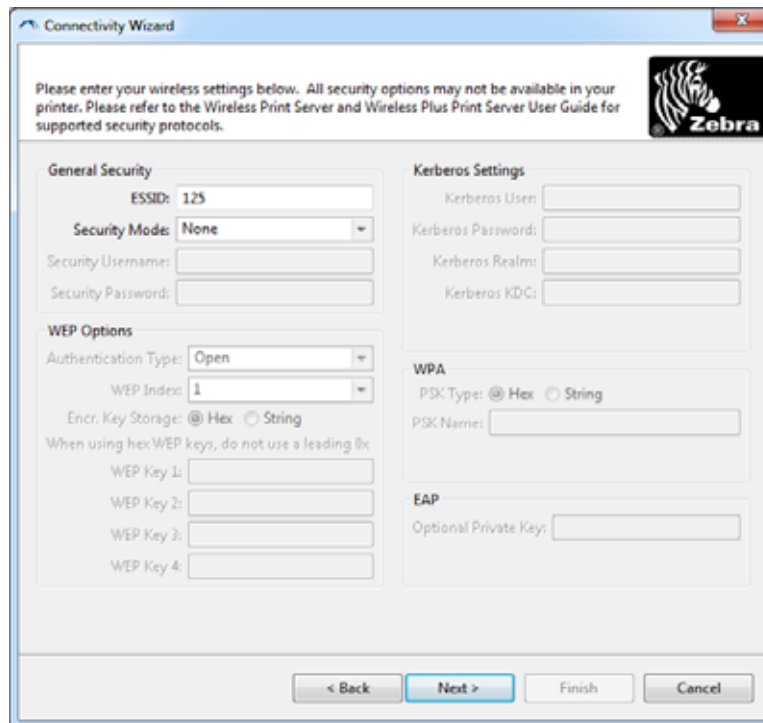 Connectivity Wizard
Please enter your wireless settings below. All security options may not be available in your
printer. Please refer to the Wireless Print Server and Wireless Plus Print Server User Guide for
supported security protocols.
® Zebra
General Security
ESSID: 125
Security Mode: None
Security Username:
Security Password:
WEP Options
Authentication Type: Open
WEP Index: 1
Encr. Key Storage: Hex String
When using hex WEP keys, do not use a leading 0x
WEP Key 1:
WEP Key 2:
WEP Key 3:
WEP Key 4:
Kerberos Settings
Kerberos User:
Kerberos Password:
Kerberos Realm:
Kerberos KDC:
WPA
PSK Type: Hex String
PSK Name:
EAP
Optional Private Key:
< Back Next > Finish Cancel